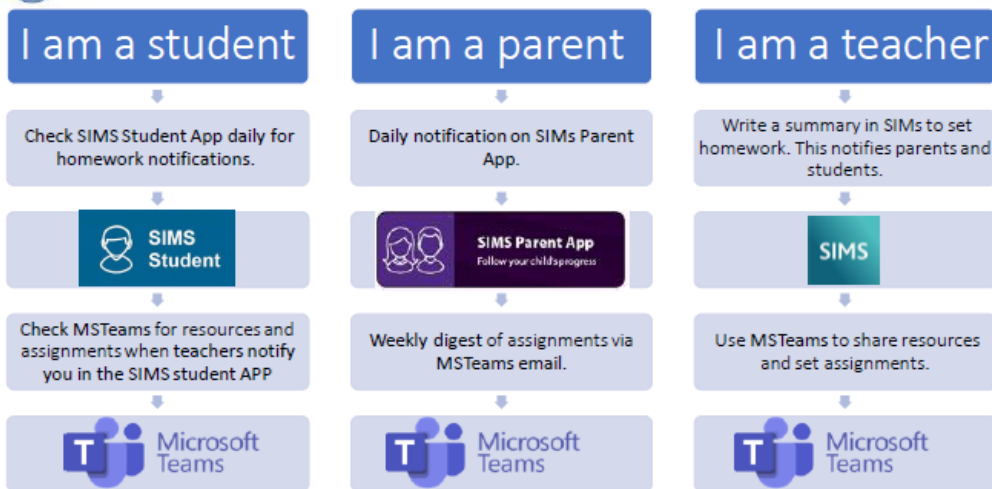 I am a student
Check SIMS Student App daily for
homework notifications.
SIMS
Student
Check MSTeams for resources and
assignments when teachers notify
you in the SIMS student APP
T
Microsoft
Teams
I am a parent
Daily notification on SIMs Parent
App.
SIMS Parent App
Follow your child's progress
Weekly digest of assignments via
MSTeams email.
T
Microsoft
Teams
I am a teacher
Write a summary in SIMs to set
homework. This notifies parents and
students.
SIMS
Use MSTeams to share resources
and set assignments.
T
Microsoft
Teams